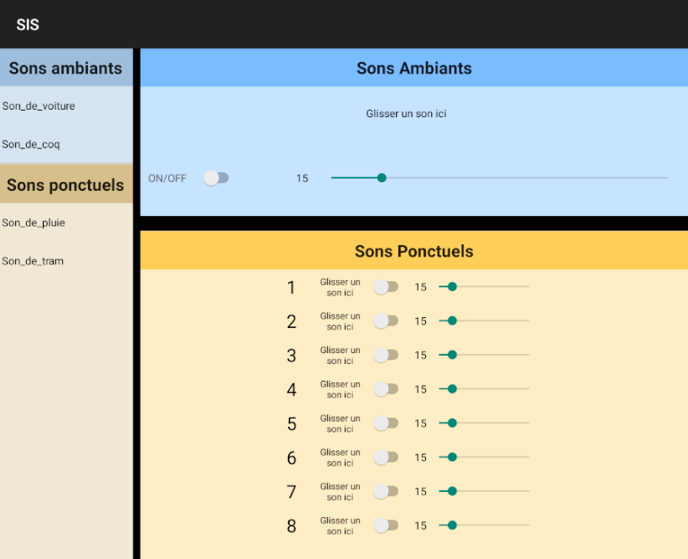 SIS
Sons ambiants
Son_de_voiture
Son_de_coq
Sons ponctuels
Son_de_pluie
Son_de_tram
Sons Ambiants
Glisser un son ici
ON/OFF 15
Sons Ponctuels
1 Glisser un son ici 15
2 Glisser un son ici 15
3 Glisser un son ici 15
4 Glisser un son ici 15
5 Glisser un son ici 15
6 Glisser un son ici 15
7 Glisser un son ici 15
8 Glisser un son ici 15